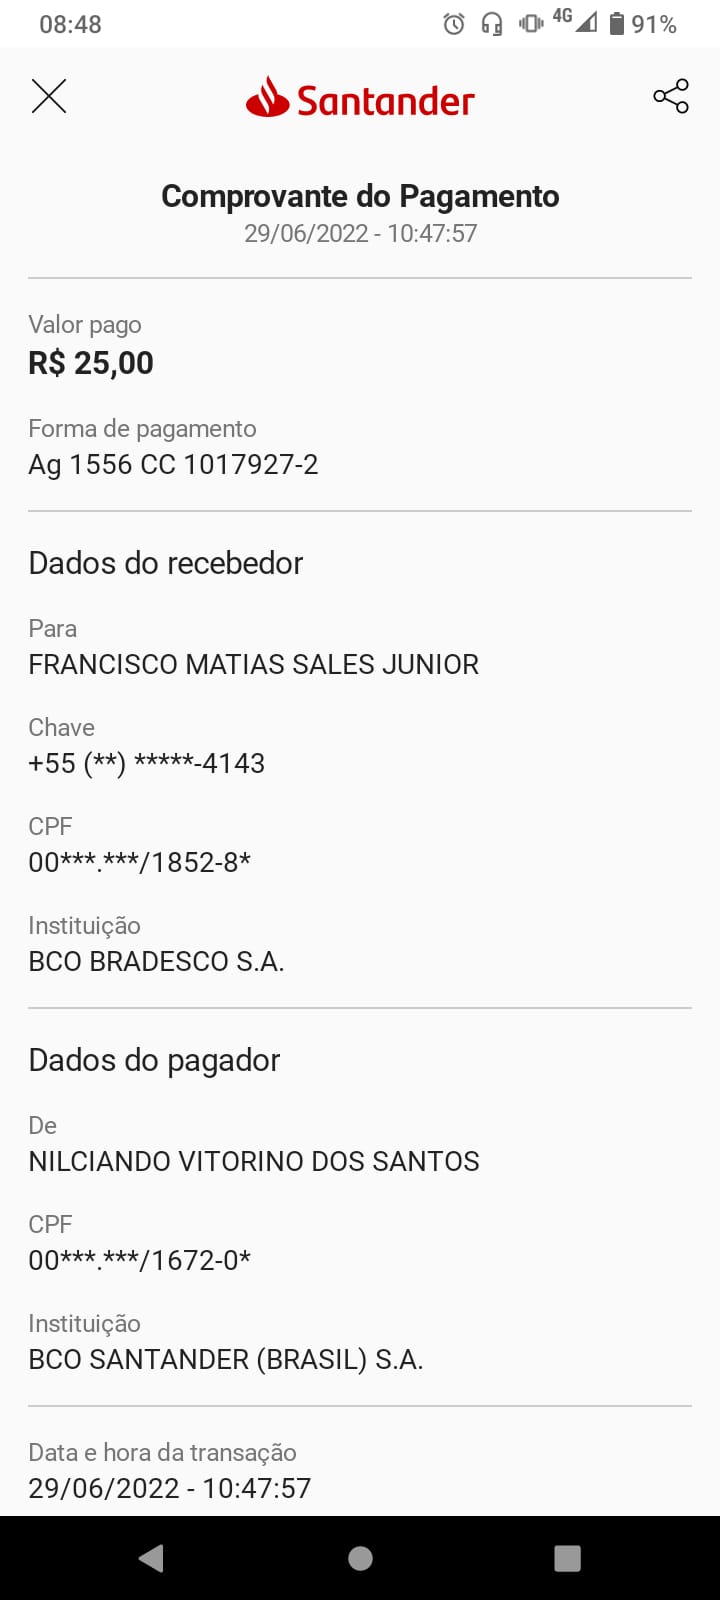 08:48
4G 91%
Santander
Comprovante do Pagamento
29/06/2022 - 10:47:57
Valor pago
R$ 25,00
Forma de pagamento
Ag 1556 CC 1017927-2
Dados do recebedor
Para
FRANCISCO MATIAS SALES JUNIOR
Chave
+55 (**) *****-4143
CPF
00***.***/1852-8*
Instituição
BCO BRADESCO S.A.
Dados do pagador
De
NILCIANDO VITORINO DOS SANTOS
CPF
00***.***/1672-0*
Instituição
BCO SANTANDER (BRASIL) S.A.
Data e hora da transação
29/06/2022 - 10:47:57